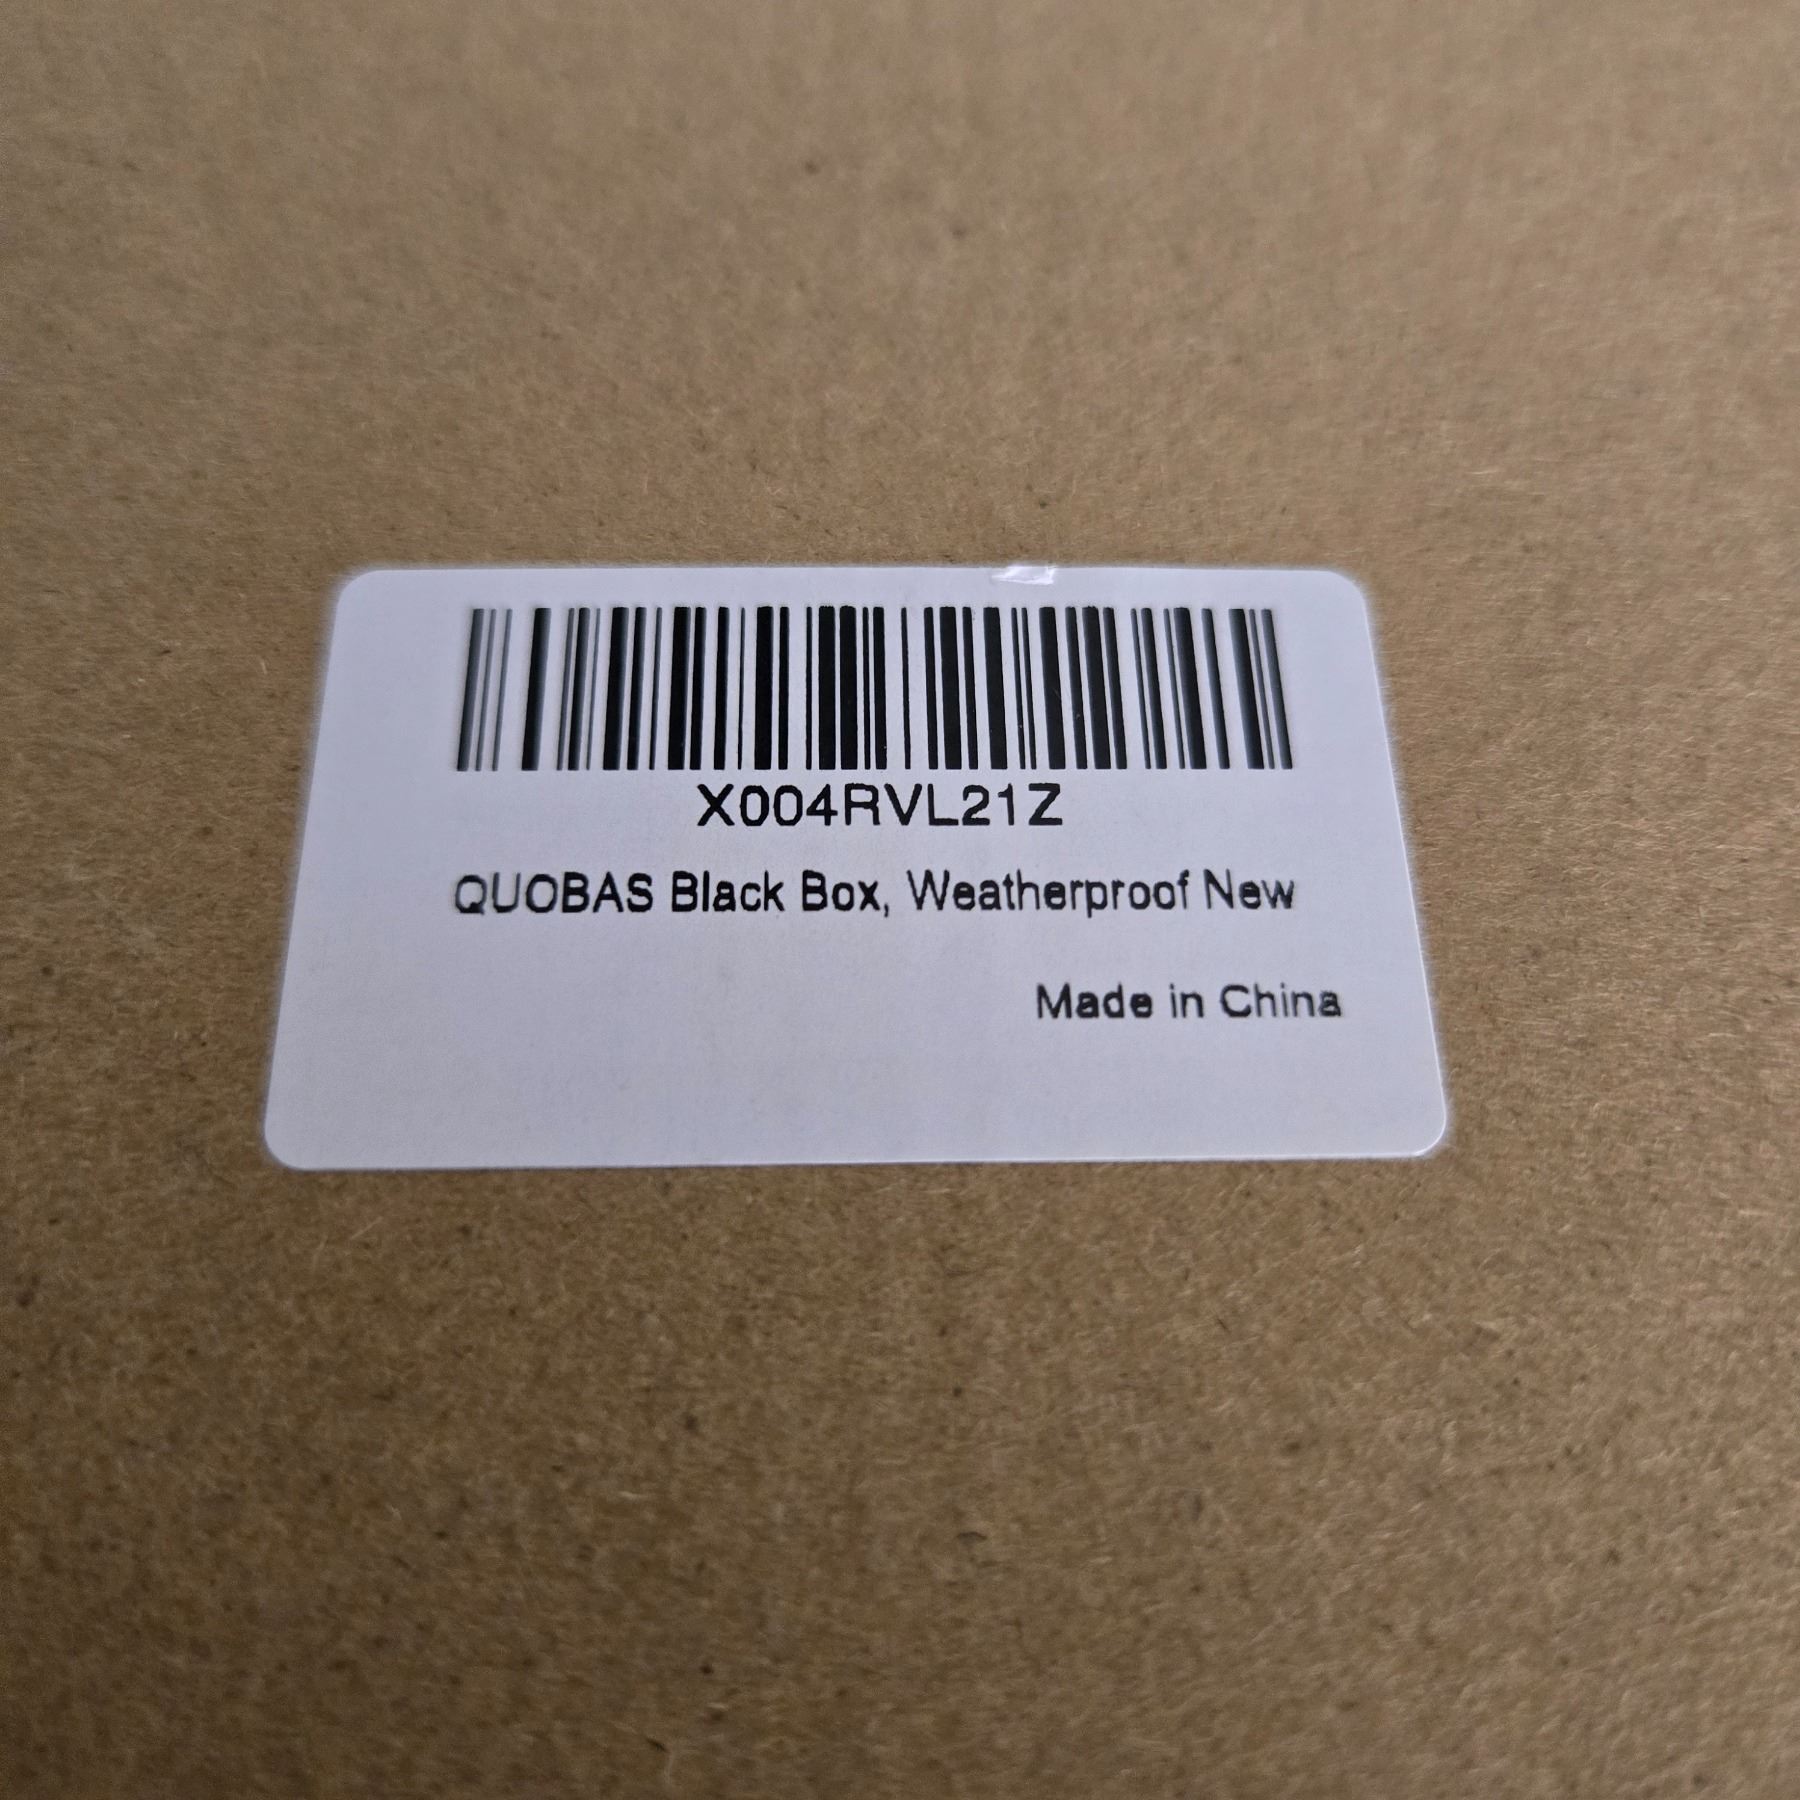 X004RVL21Z
QUOBAS Black Box, Weatherproof New
Made in China